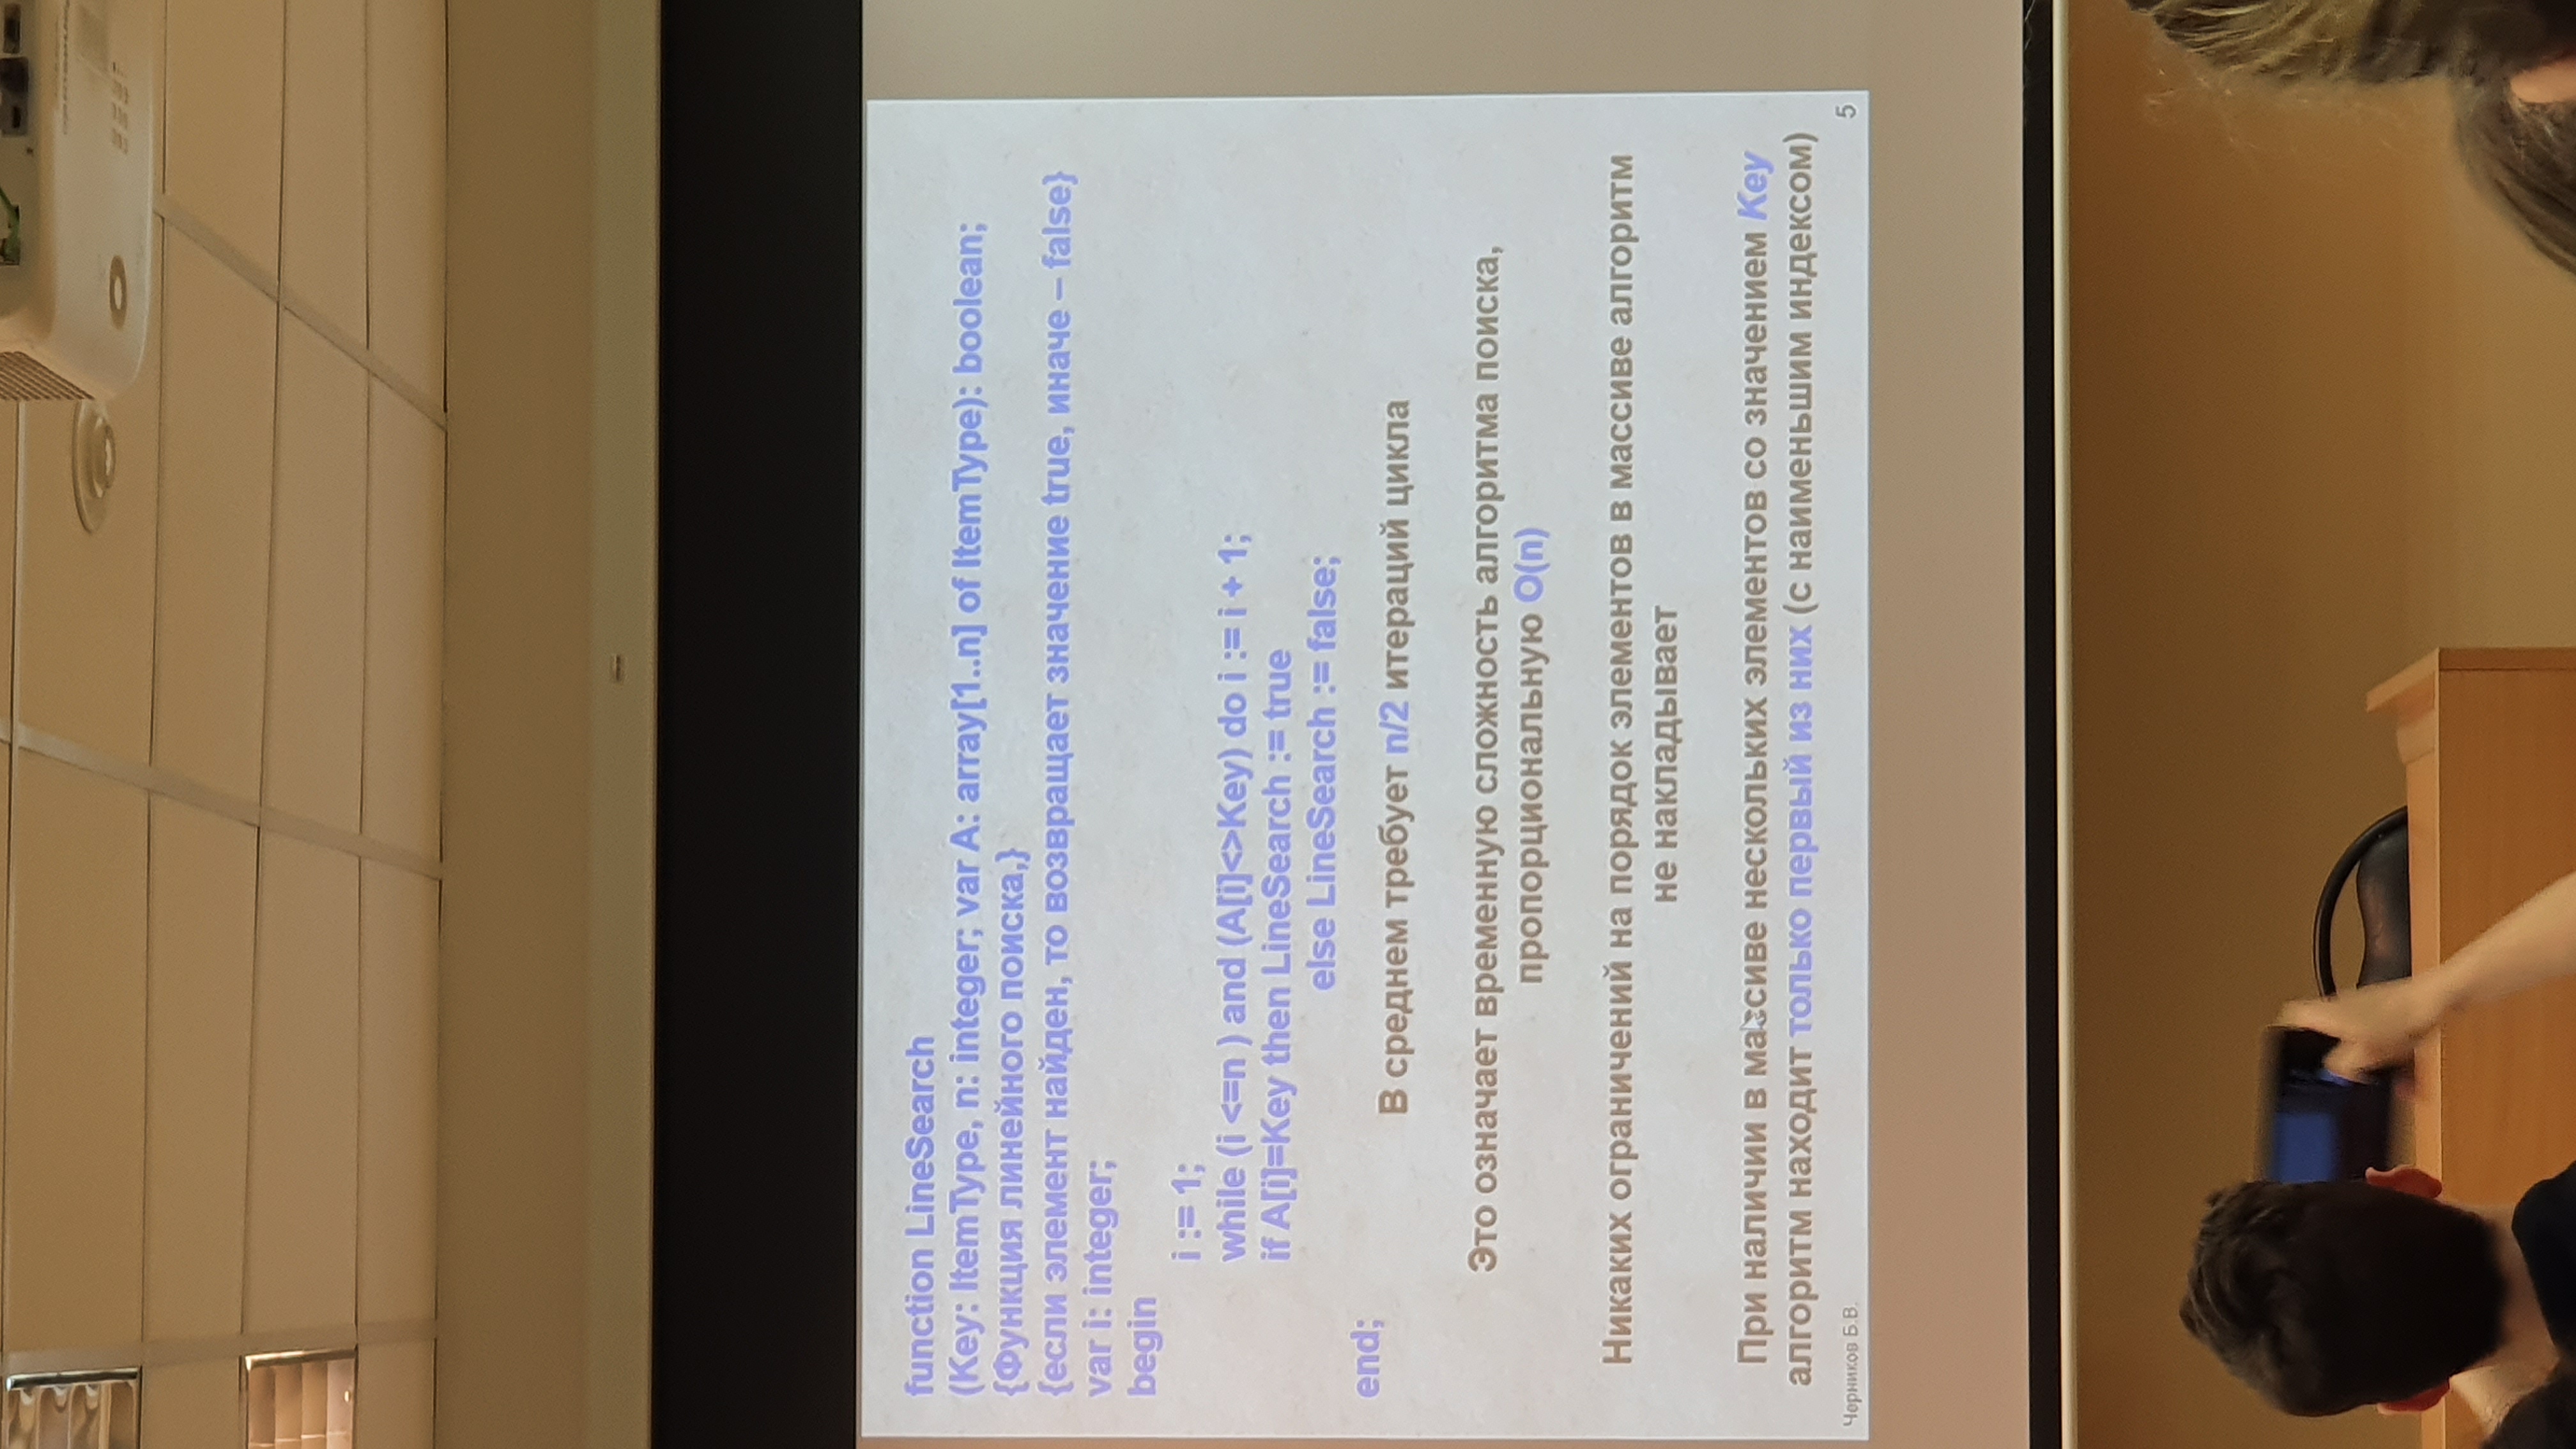 function LineSearch
(Key: ItemType, n: integer; var A: array[1..n] of ItemType): boolean;
{Функция линейного поиска,}
{если элемент найден, то возвращает значение true, иначе – false}
var i: integer;
begin
i := 1;
while (i <=n ) and (A[i]<>Key) do i := i + 1;
if A[i]=Key then LineSearch := true
else LineSearch := false;
end;
В среднем требует n/2 итераций цикла
Это означает временную сложность алгоритма поиска,
пропорциональную O(n)
Никаких ограничений на порядок элементов в массиве алгоритм
не накладывает
При наличии в массиве нескольких элементов со значением Key
алгоритм находит только первый из них (с наименьшим индексом)
Черников Б.В.
5